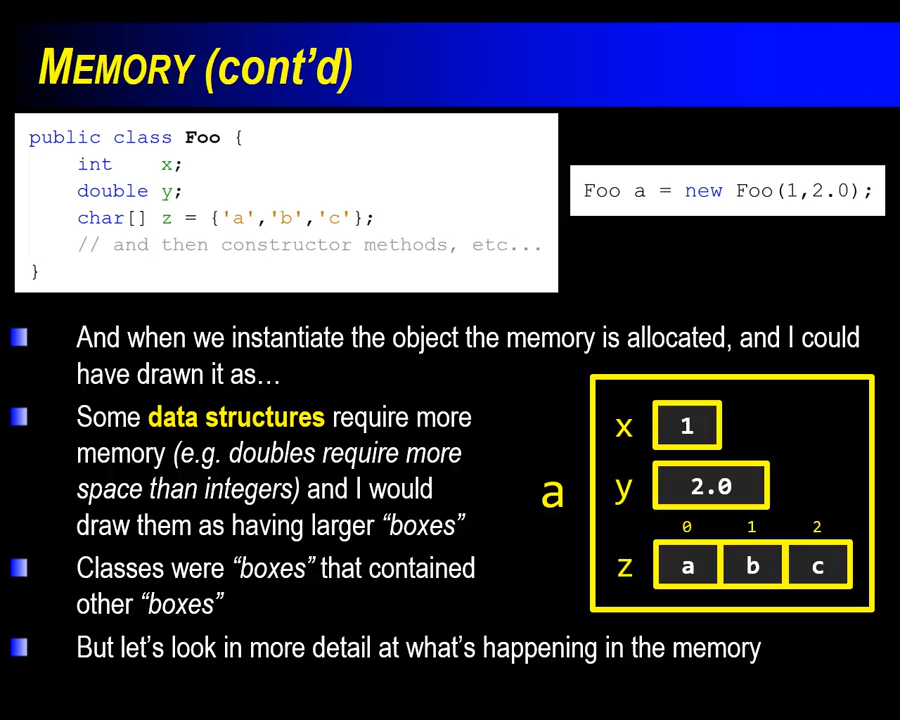 MEMORY (cont’d)
public class Foo {
int x;
double y;
char[] z = {'a','b','c'};
// and then constructor methods, etc...
}
Foo a = new Foo(1,2.0);
And when we instantiate the object the memory is allocated, and I could
have drawn it as…
Some data structures require more
memory (e.g. doubles require more
space than integers) and I would
draw them as having larger “boxes”
Classes were “boxes” that contained
other “boxes”
But let’s look in more detail at what’s happening in the memory
a
x 1
y 2.0
0 1 2
z a b c